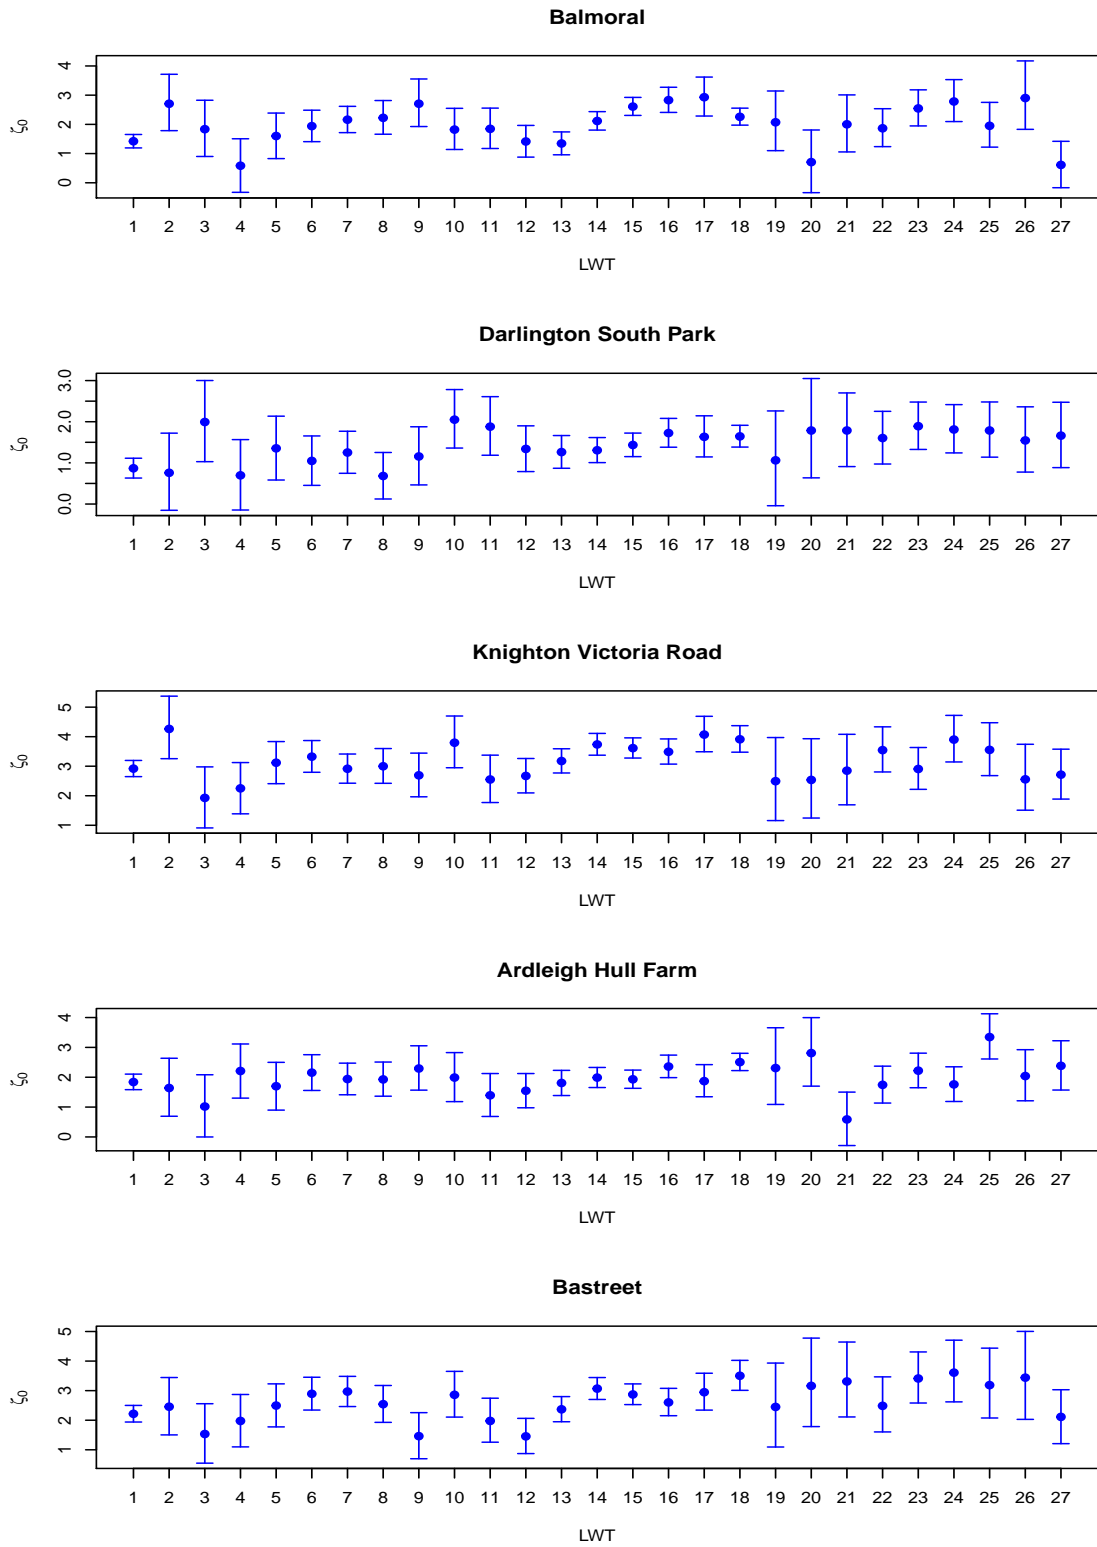 Balmoral
ζ0
4
3
2
1
0
1 2 3 4 5 6 7 8 9 10 11 12 13 14 15 16 17 18 19 20 21 22 23 24 25 26 27
LWT
Darlington South Park
ζ0
3.0
2.0
1.0
0.0
1 2 3 4 5 6 7 8 9 10 11 12 13 14 15 16 17 18 19 20 21 22 23 24 25 26 27
LWT
Knighton Victoria Road
ζ0
5
4
3
2
1
1 2 3 4 5 6 7 8 9 10 11 12 13 14 15 16 17 18 19 20 21 22 23 24 25 26 27
LWT
Ardleigh Hull Farm
ζ0
4
3
2
1
0
1 2 3 4 5 6 7 8 9 10 11 12 13 14 15 16 17 18 19 20 21 22 23 24 25 26 27
LWT
Bastreet
ζ0
5
4
3
2
1
1 2 3 4 5 6 7 8 9 10 11 12 13 14 15 16 17 18 19 20 21 22 23 24 25 26 27
LWT